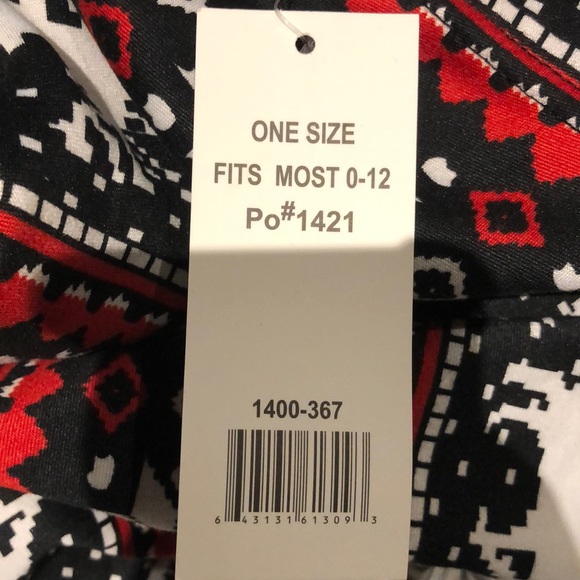 ONE SIZE
FITS MOST 0-12
Po#1421
1400-367
6 43131 61309 3